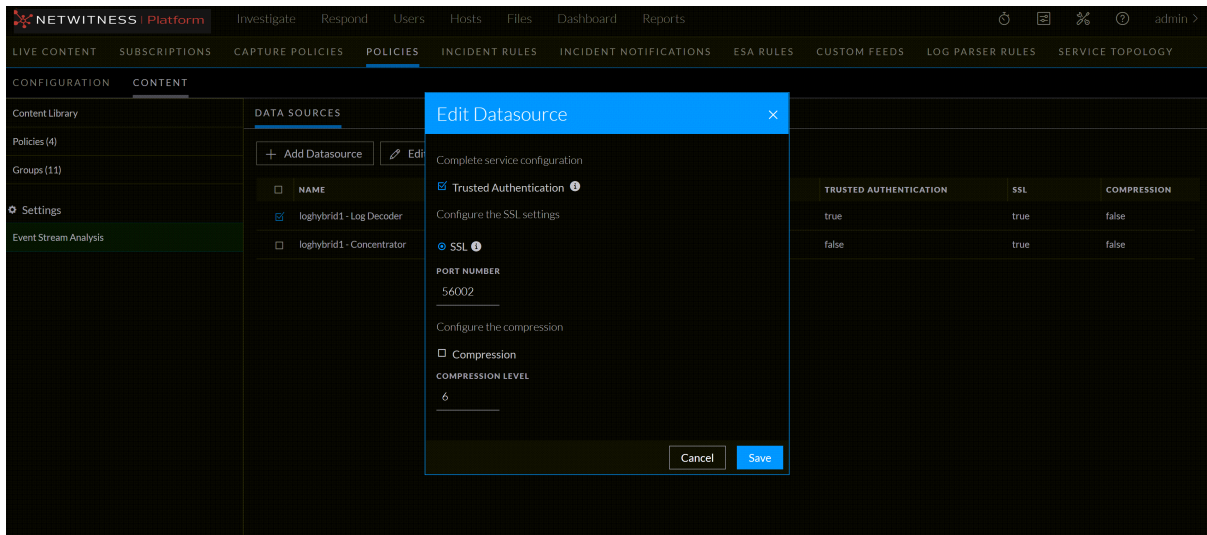 NETWITNESS Platform Investigate Respond Users Hosts Files Dashboard Reports admin >
LIVE CONTENT SUBSCRIPTIONS CAPTURE POLICIES POLICIES INCIDENT RULES INCIDENT NOTIFICATIONS ESA RULES CUSTOM FEEDS LOG PARSER RULES SERVICE TOPOLOGY
CONFIGURATION CONTENT
Content Library
Policies (4)
Groups (11)
Settings
Event Stream Analysis
DATA SOURCES
+ Add Datasource
NAME TRUSTED AUTHENTICATION SSL COMPRESSION
loghybrid1 - Log Decoder true true false
loghybrid1 - Concentrator false true false
Edit Datasource ×
Complete service configuration
Trusted Authentication
Configure the SSL settings
SSL
PORT NUMBER
56002
Configure the compression
Compression
COMPRESSION LEVEL
6
Cancel Save